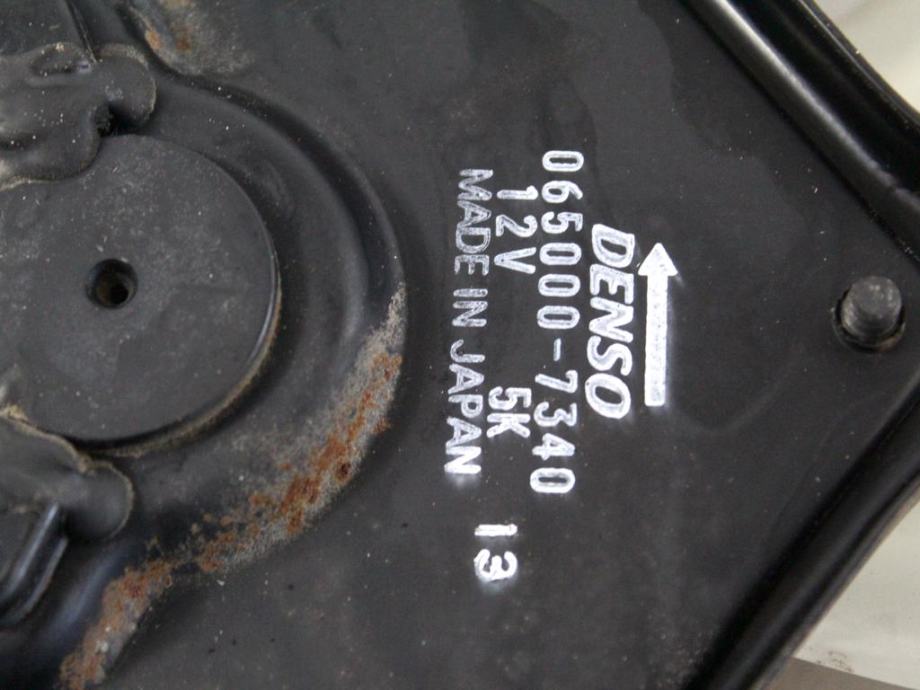 DENSO
065000-7340
12V 5K
MADE IN JAPAN 13